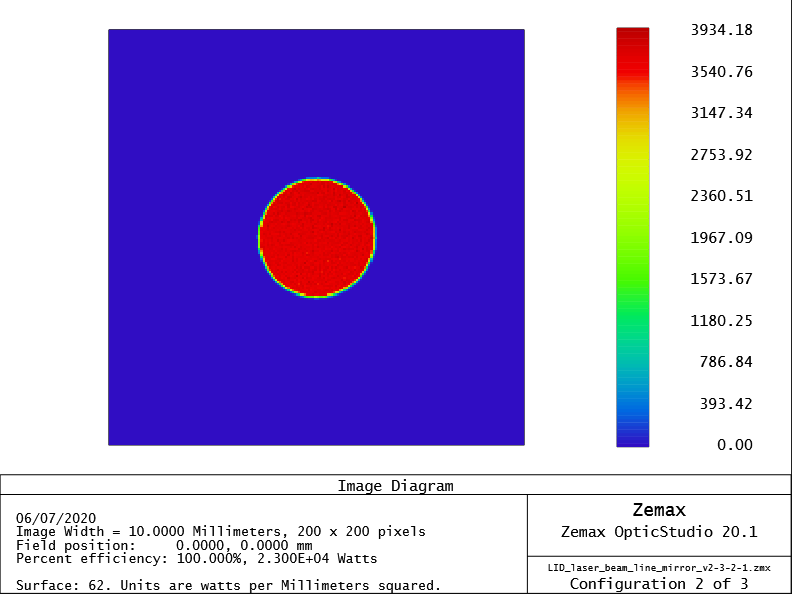 3934.18
3540.76
3147.34
2753.92
2360.51
1967.09
1573.67
1180.25
786.84
393.42
0.00
Image Diagram
06/07/2020
Image Width = 10.0000 Millimeters, 200 x 200 pixels
Field position: 0.0000, 0.0000 mm
Percent efficiency: 100.000%, 2.300E+04 Watts
Surface: 62. Units are watts per Millimeters squared.
Zemax
Zemax OpticStudio 20.1
LID_laser_beam_line_mirror_v2-3-2-1.zmx
Configuration 2 of 3